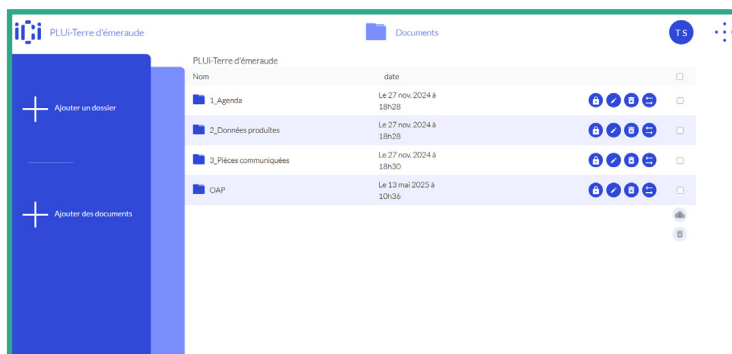 iCi PLUi-Terre d'émeraude
Documents
TS
PLUi-Terre d'émeraude
Nom date
1_Agenda
Le 27 nov. 2024 à
18h28
2_Données produites
Le 27 nov. 2024 à
18h28
3_Pièces communiquées
Le 27 nov. 2024 à
18h30
OAP
Le 13 mai 2025 à
10h36
Ajouter un dossier
Ajouter des documents